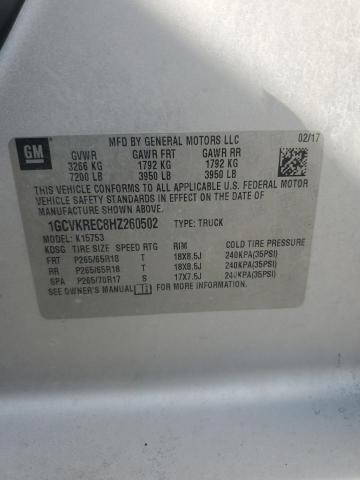 GM
MFD BY GENERAL MOTORS LLC 02/17
GVWR GAWR FRT GAWR RR
3266 KG 1792 KG 1792 KG
7200 LB 3950 LB 3950 LB
THIS VEHICLE CONFORMS TO ALL APPLICABLE U.S. FEDERAL MOTOR
VEHICLE SAFETY STANDARDS IN EFFECT ON THE DATE OF
MANUFACTURE SHOWN ABOVE.
1GCVKREC8HZ260502 TYPE: TRUCK
MODEL: K15753
KDSG TIRE SIZE SPEED RTG RIM COLD TIRE PRESSURE
FRT P265/65R18 T 18X8.5J 240KPA(35PSI)
RR P265/65R18 T 18X8.5J 240KPA(35PSI)
SPA P265/70R17 S 17X7.5J 240KPA(35PSI)
SEE OWNER'S MANUAL FOR MORE INFORMATION.